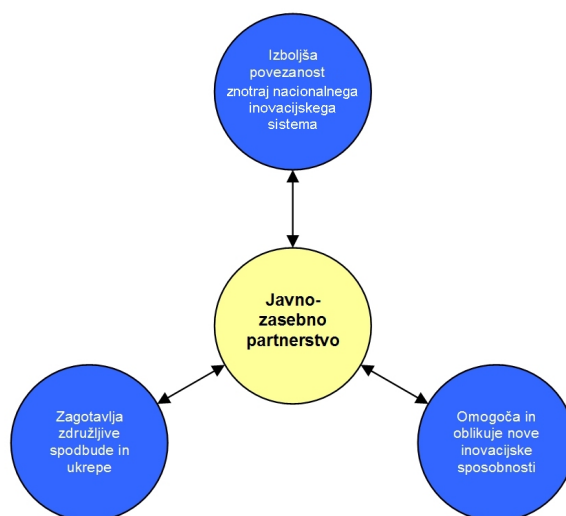 Izboljša
povezanost
znotraj nacionalnega
inovacijskega
sistema
Javno-
zasebno
partnerstvo
Zagotavlja
združljive
spodbude in
ukrepe
Omogoča in
oblikuje nove
inovacijske
sposobnosti